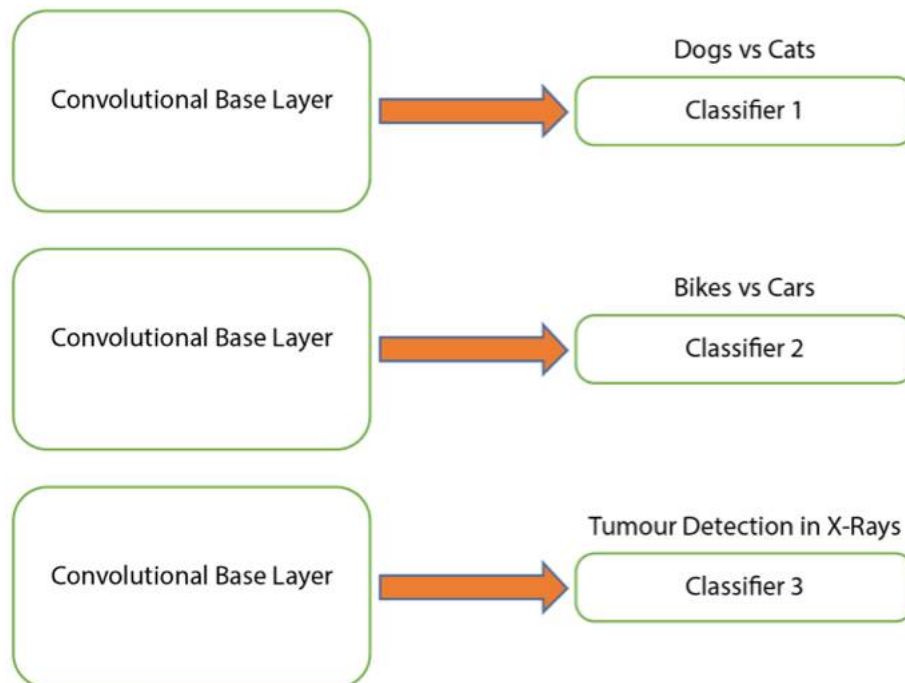 Dogs vs Cats
Convolutional Base Layer
Classifier 1
Bikes vs Cars
Convolutional Base Layer
Classifier 2
Tumour Detection in X-Rays
Convolutional Base Layer
Classifier 3